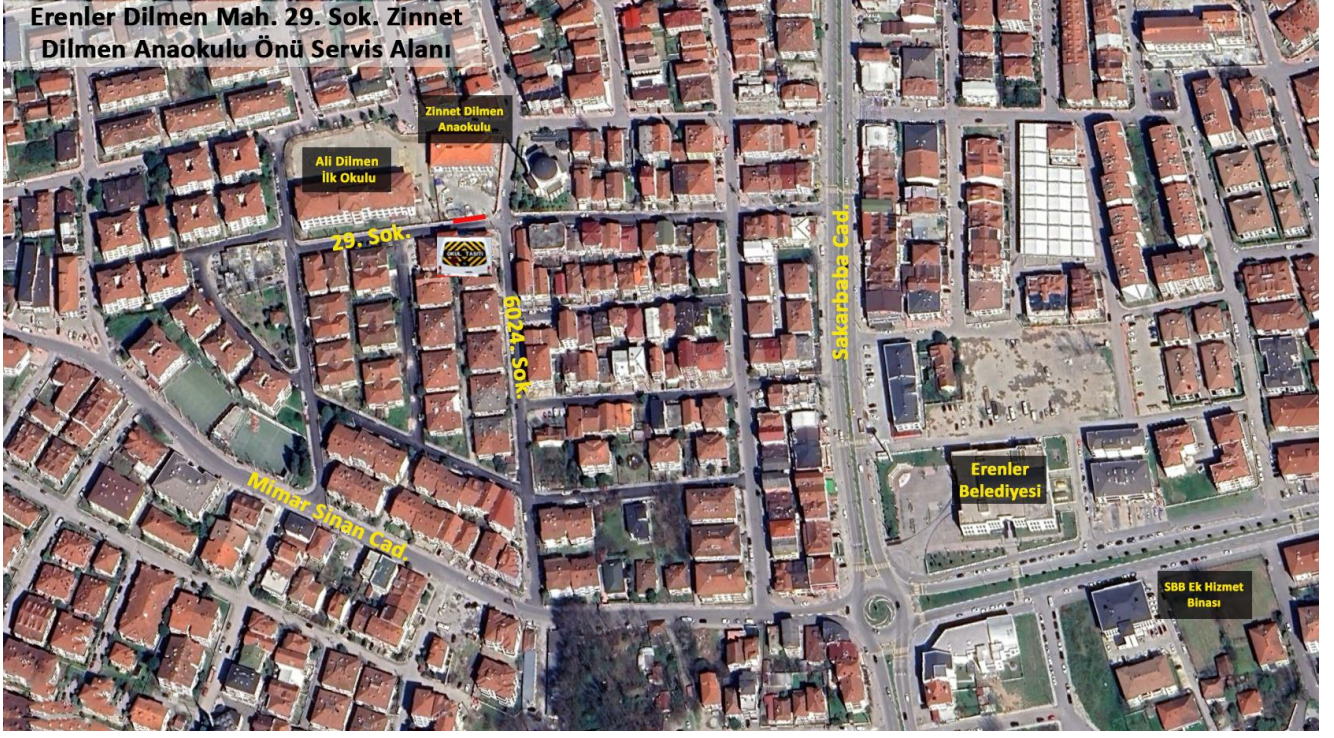 Erenler Dilmen Mah. 29. Sok. Zinnet
Dilmen Anaokulu Önü Servis Alanı
Zinnet Dilmen
Anaokulu
Ali Dilmen
İlk Okulu
29. Sok.
OKUL TAŞITI
6024. Sok.
Sakarbaba Cad.
Mimar Sinan Cad.
Erenler
Belediyesi
SBB Ek Hizmet
Binası